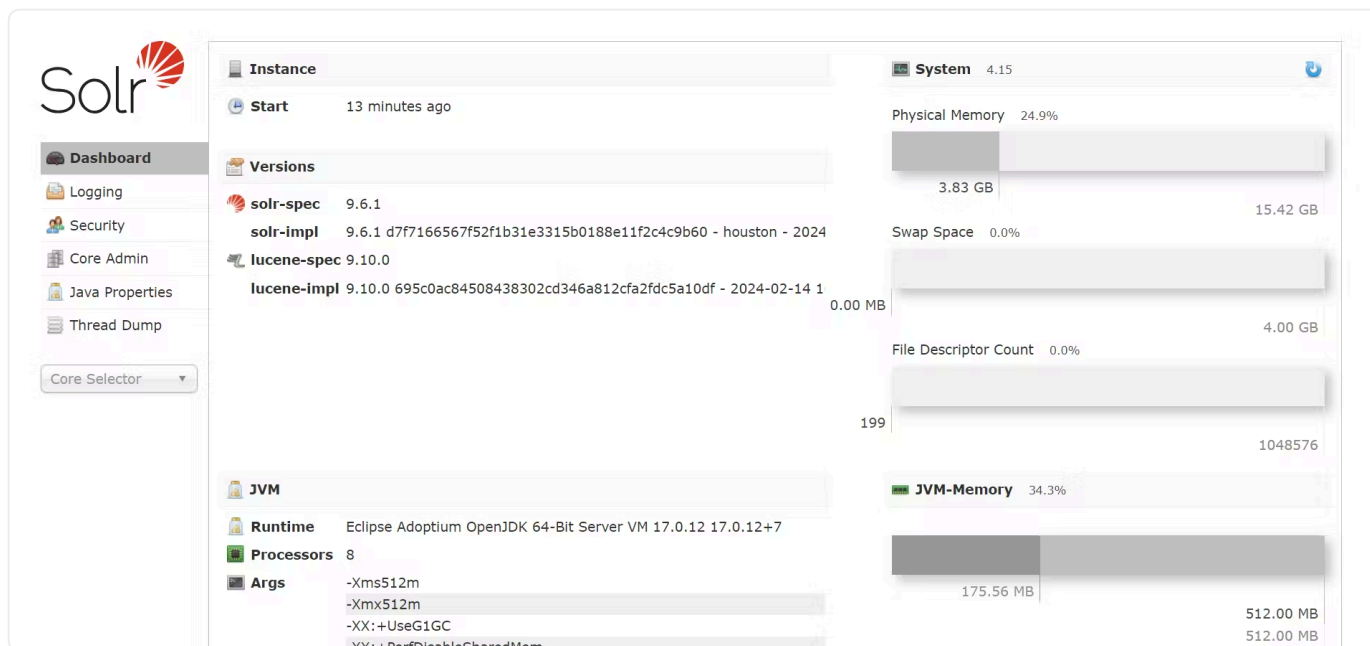 Solr
Dashboard
Logging
Security
Core Admin
Java Properties
Thread Dump
Core Selector
Instance
Start 13 minutes ago
Versions
solr-spec 9.6.1
solr-impl 9.6.1 d7f7166567f52f1b31e3315b0188e11f2c4c9b60 - houston - 2024
lucene-spec 9.10.0
lucene-impl 9.10.0 695c0ac84508438302cd346a812cfa2fdc5a10df - 2024-02-14 1
JVM
Runtime Eclipse Adoptium OpenJDK 64-Bit Server VM 17.0.12 17.0.12+7
Processors 8
Args -Xms512m
-Xmx512m
-XX:+UseG1GC
-XX:+PerfDisableSharedMem
System 4.15
Physical Memory 24.9%
3.83 GB
15.42 GB
Swap Space 0.0%
0.00 MB
4.00 GB
File Descriptor Count 0.0%
199
1048576
JVM-Memory 34.3%
175.56 MB
512.00 MB
512.00 MB